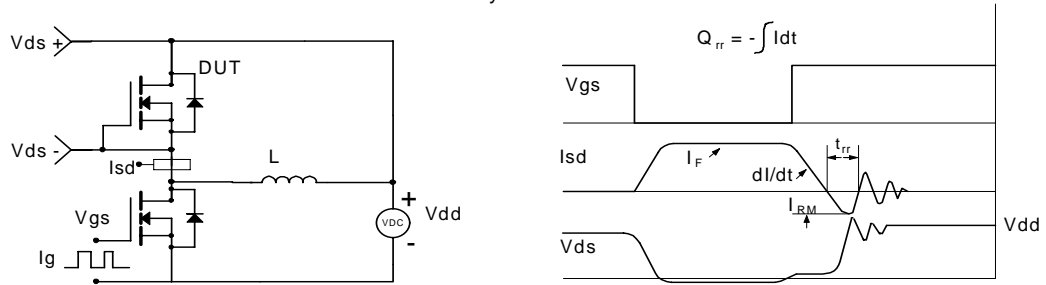 Vds +
DUT
Vds -
Isd
L
Vgs
Ig
+
VDC
-
Vdd
Q rr = - ∫ Idt
Vgs
Isd
I F
dI/dt
t rr
I RM
Vds
Vdd